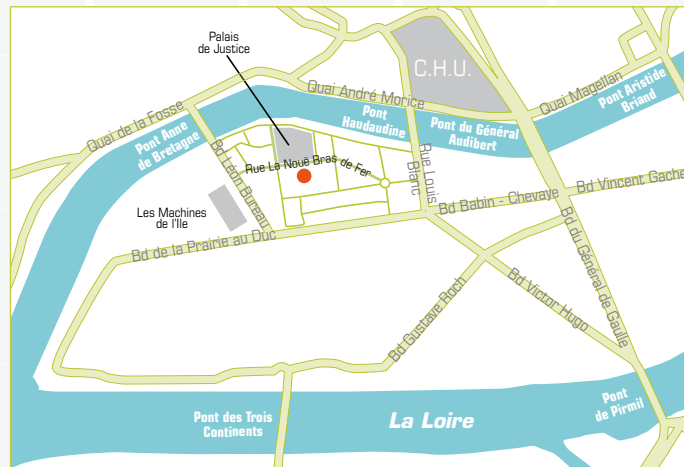 Palais
de Justice
C.H.U.
Quai de la Fosse
Quai André Morice
Quai Magellan
Pont Aristide
Briand
Pont Anne
de Bretagne
Pont
Haudaudine
Pont du Général
Audibert
Bd Léon Bureau
Rue La Noué Bras de Fer
Rue Louis
Blanc
Bd Babin - Chevaye
Bd Vincent Gache
Les Machines
de l'Ile
Bd de la Prairie au Duc
Bd du Général de Gaulle
Bd Victor Hugo
Bd Gustave Roch
Pont des Trois
Continents
La Loire
Pont
de Pirmil